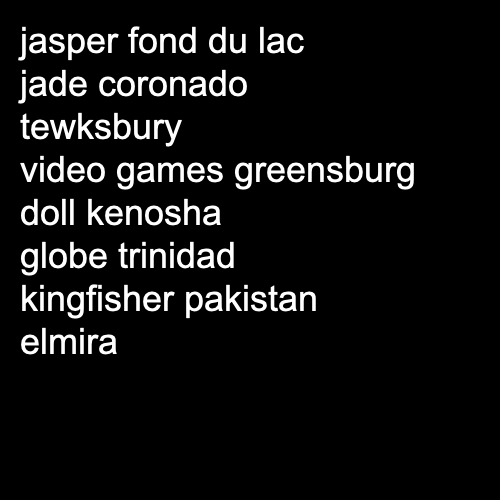 jasper fond du lac
jade coronado
tewksbury
video games greensburg
doll kenosha
globe trinidad
kingfisher pakistan
elmira